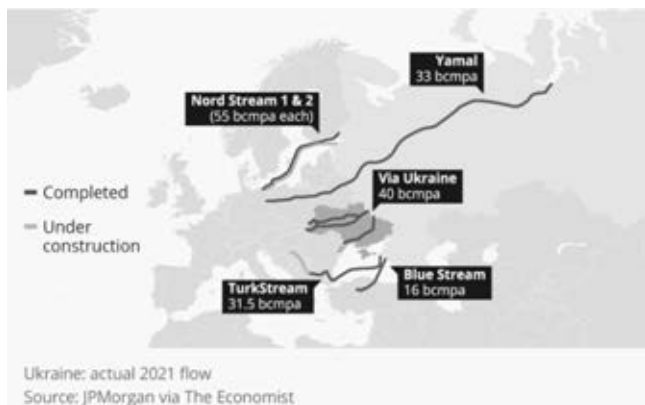 Yamal
33 bcmpa
Nord Stream 1 & 2
(55 bcmpa each)
Completed
Via Ukraine
40 bcmpa
Under
construction
TurkStream
31.5 bcmpa
Blue Stream
16 bcmpa
Ukraine: actual 2021 flow
Source: JPMorgan via The Economist